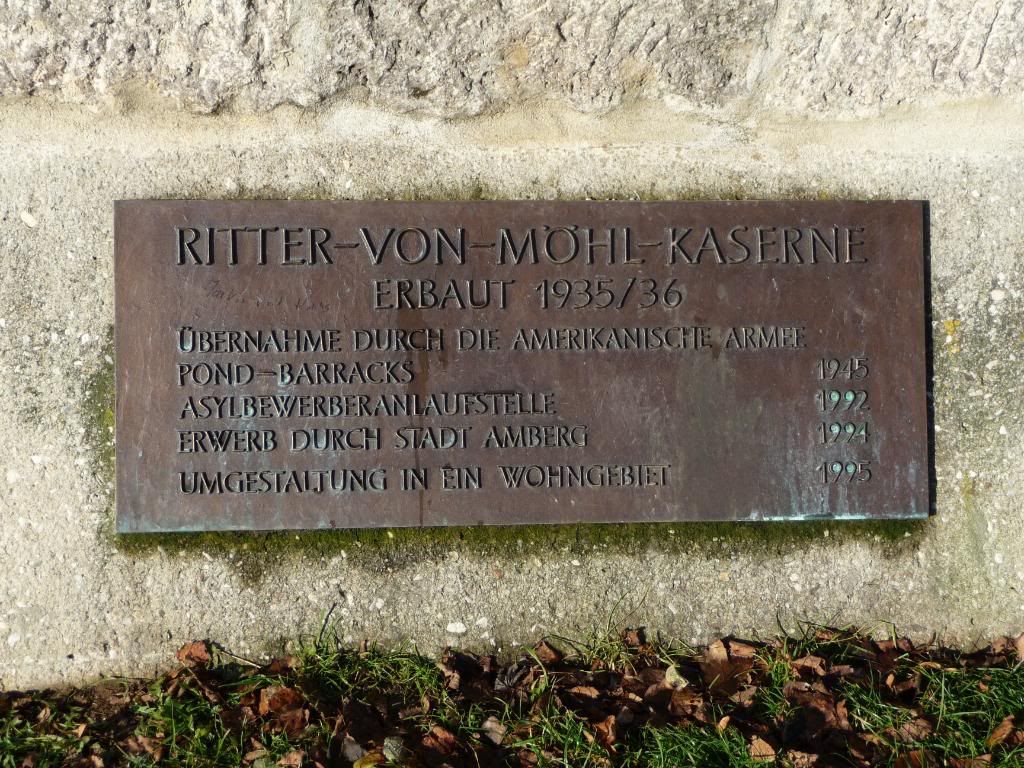 RITTER-VON-MÖHL-KASERNE
ERBAUT 1935/36
ÜBERNAHME DURCH DIE AMERIKANISCHE ARMEE
POND-BARRACKS 1945
ASYLBEWERBERANLAUFSTELLE 1992
ERWERB DURCH STADT AMBERG 1994
UMGESTALTUNG IN EIN WOHNGEBIET 1995